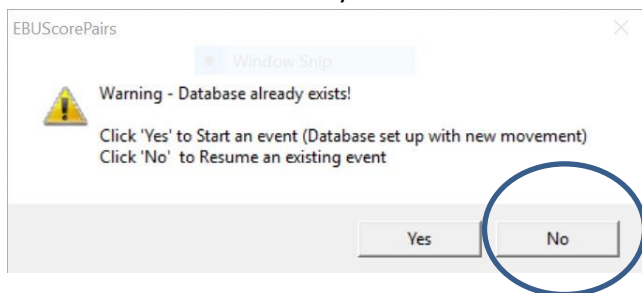 EBUScorePairs
Window Snip
Warning - Database already exists!
Click 'Yes' to Start an event (Database set up with new movement)
Click 'No' to Resume an existing event
Yes
No